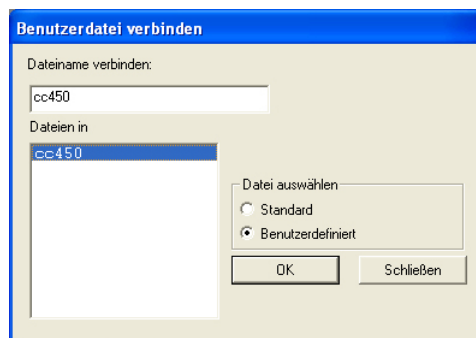 Benutzerdatei verbinden
Dateiname verbinden:
cc450
Dateien in
cc450
Datei auswählen
Standard
Benutzerdefiniert
OK
Schließen